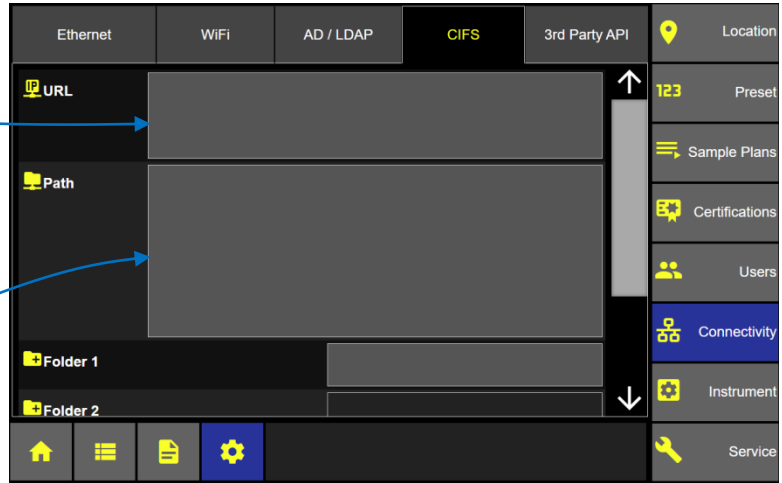 Ethernet
WiFi
AD / LDAP
CIFS
3rd Party API
Location
IP
URL
123
Preset
Sample Plans
Path
Certifications
Users
Connectivity
Folder 1
Instrument
Folder 2
Service